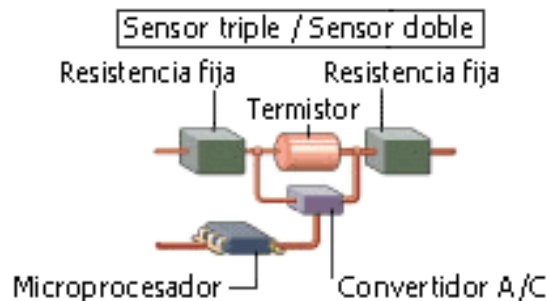 Sensor triple / Sensor doble
Resistencia fija
Resistencia fija
Termistor
Microprocesador
Convertidor A/C